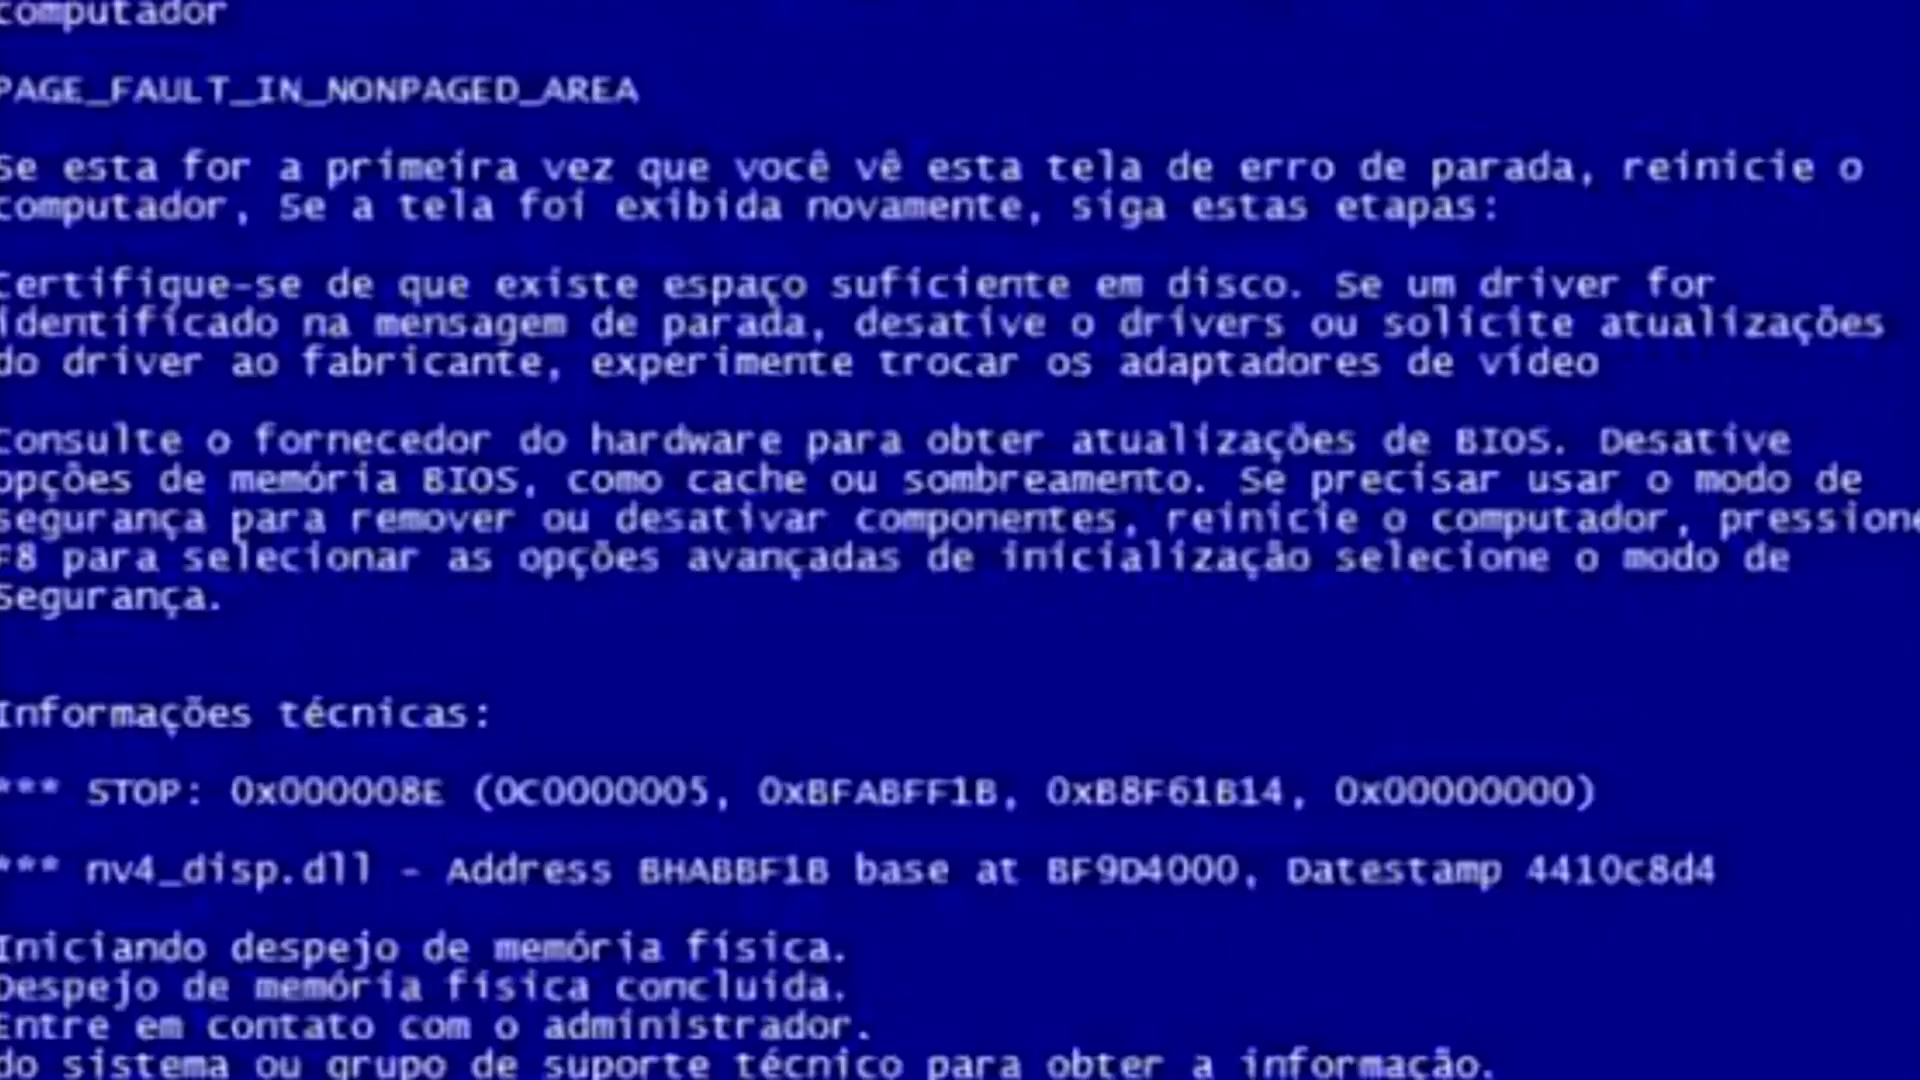 computador
PAGE_FAULT_IN_NONPAGED_AREA
Se esta for a primeira vez que você vê esta tela de erro de parada, reinicie o
computador, Se a tela foi exibida novamente, siga estas etapas:
Certifique-se de que existe espaço suficiente em disco. Se um driver for
identificado na mensagem de parada, desative o drivers ou solicite atualizações
do driver ao fabricante, experimente trocar os adaptadores de vídeo
Consulte o fornecedor do hardware para obter atualizações de BIOS. Desative
opções de memória BIOS, como cache ou sombreamento. Se precisar usar o modo de
segurança para remover ou desativar componentes, reinicie o computador, pressione
F8 para selecionar as opções avançadas de inicialização selecione o modo de
Segurança.
Informações técnicas:
*** STOP: 0x000008E (0C0000005, 0xBFABFF1B, 0xB8F61B14, 0x00000000)
*** nv4_disp.dll - Address BHABBF1B base at BF9D4000, Datestamp 4410c8d4
Iniciando despejo de memória física.
Despejo de memória física concluída.
Entre em contato com o administrador.
do sistema ou grupo de suporte técnico para obter a informação.